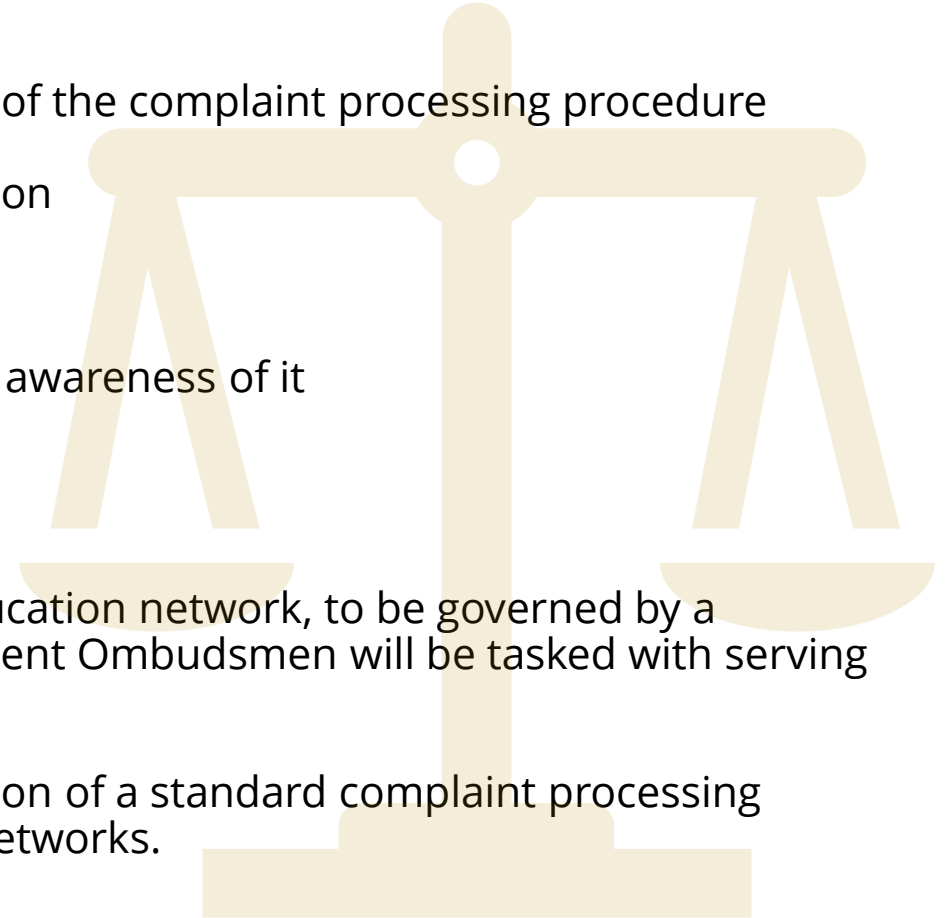 of the complaint processing procedure
on
awareness of it
ucation network, to be governed by a
ent Ombudsmen will be tasked with serving
on of a standard complaint processing
etworks.